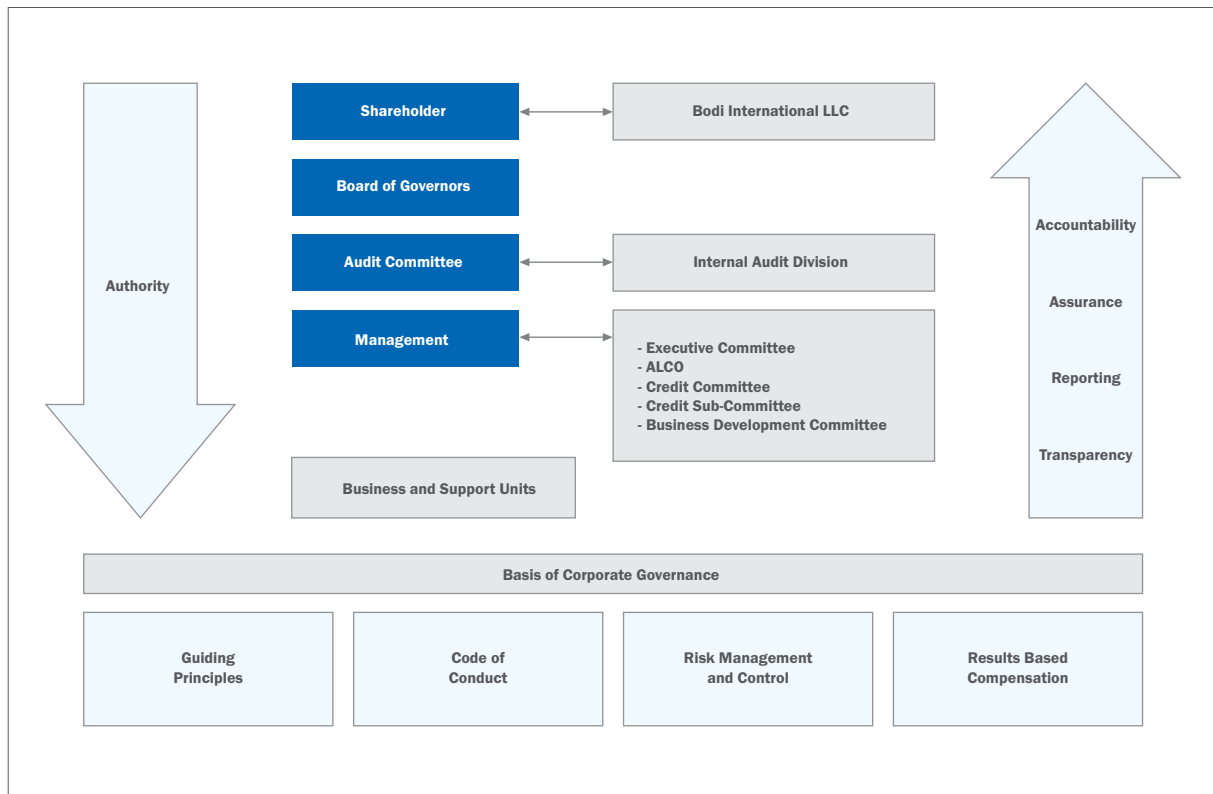 Shareholder
Bodi International LLC
Board of Governors
Audit Committee
Internal Audit Division
Authority
Management
- Executive Committee
- ALCO
- Credit Committee
- Credit Sub-Committee
- Business Development Committee
Accountability
Assurance
Reporting
Transparency
Business and Support Units
Basis of Corporate Governance
Guiding
Principles
Code of
Conduct
Risk Management
and Control
Results Based
Compensation